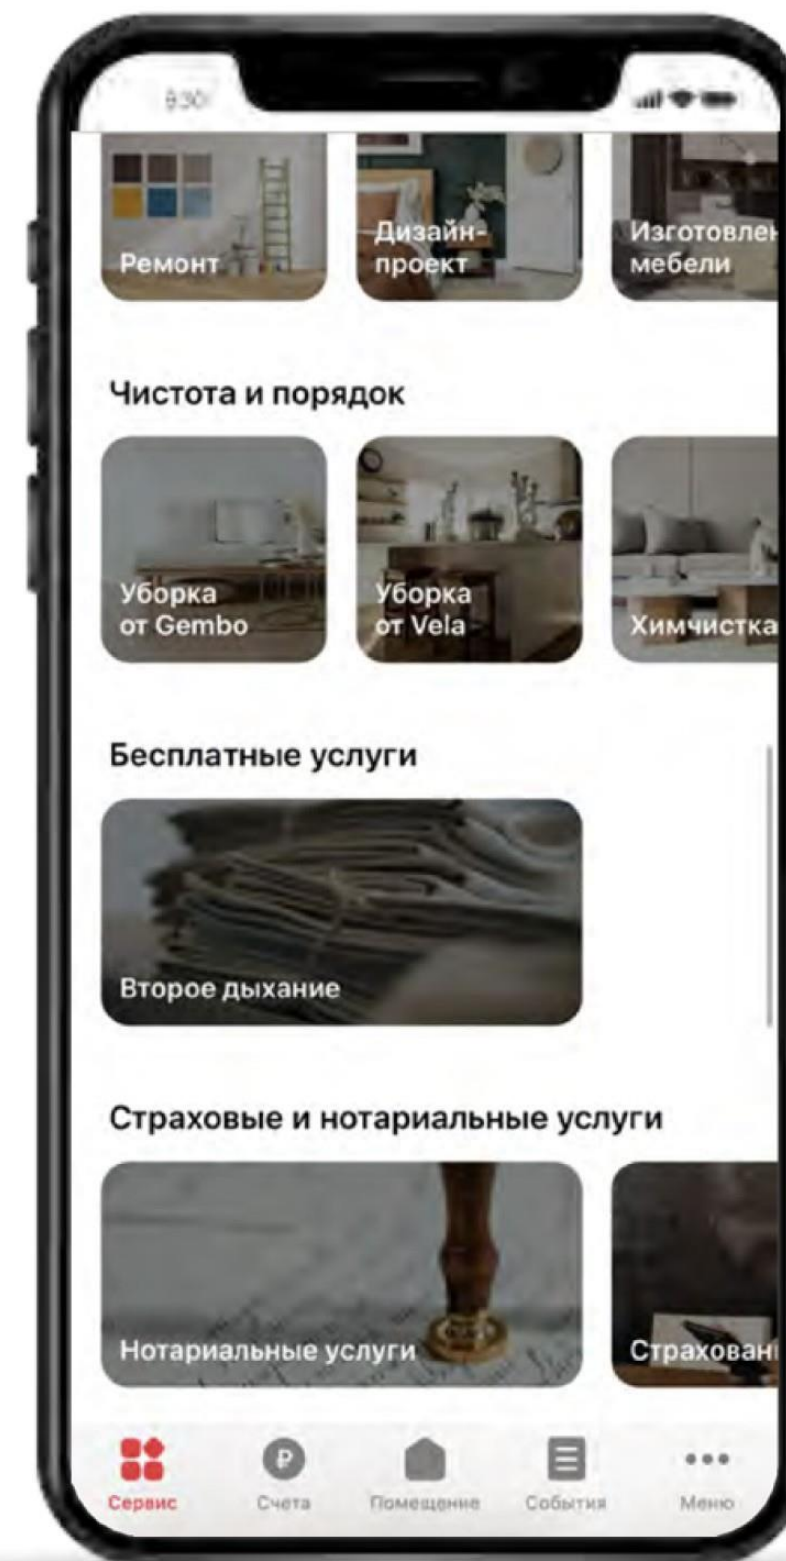 9:30
Ремонт
Дизайн-
проект
Изготовлен
мебели
Чистота и порядок
Уборка
от Gembo
Уборка
от Vela
Химчистка
Бесплатные услуги
Второе дыхание
Страховые и нотариальные услуги
Нотариальные услуги
Страхован
Сервис
Счета
Помещение
События
Меню